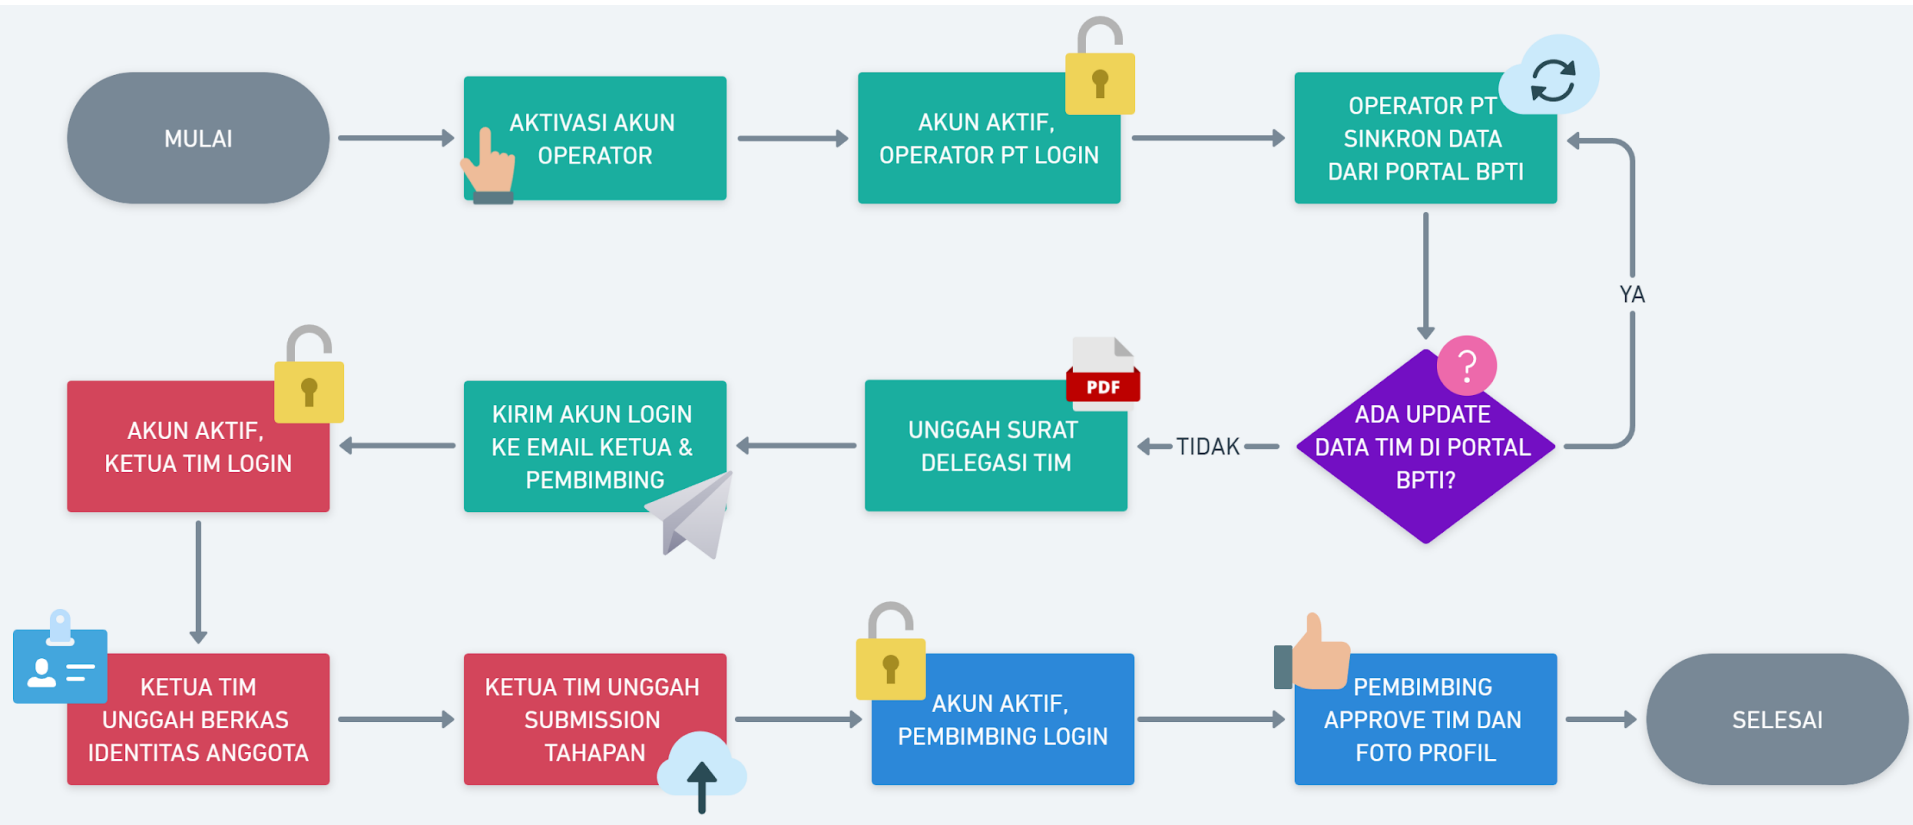 MULAI
AKTIVASI AKUN
OPERATOR
AKUN AKTIF,
OPERATOR PT LOGIN
OPERATOR PT
SINKRON DATA
DARI PORTAL BPTI
YA
ADA UPDATE
DATA TIM DI PORTAL
BPTI?
?
TIDAK
PDF
UNGGAH SURAT
DELEGASI TIM
KIRIM AKUN LOGIN
KE EMAIL KETUA &
PEMBIMBING
AKUN AKTIF,
KETUA TIM LOGIN
KETUA TIM
UNGGAH BERKAS
IDENTITAS ANGGOTA
KETUA TIM UNGGAH
SUBMISSION
TAHAPAN
AKUN AKTIF,
PEMBIMBING LOGIN
PEMBIMBING
APPROVE TIM DAN
FOTO PROFIL
SELESAI